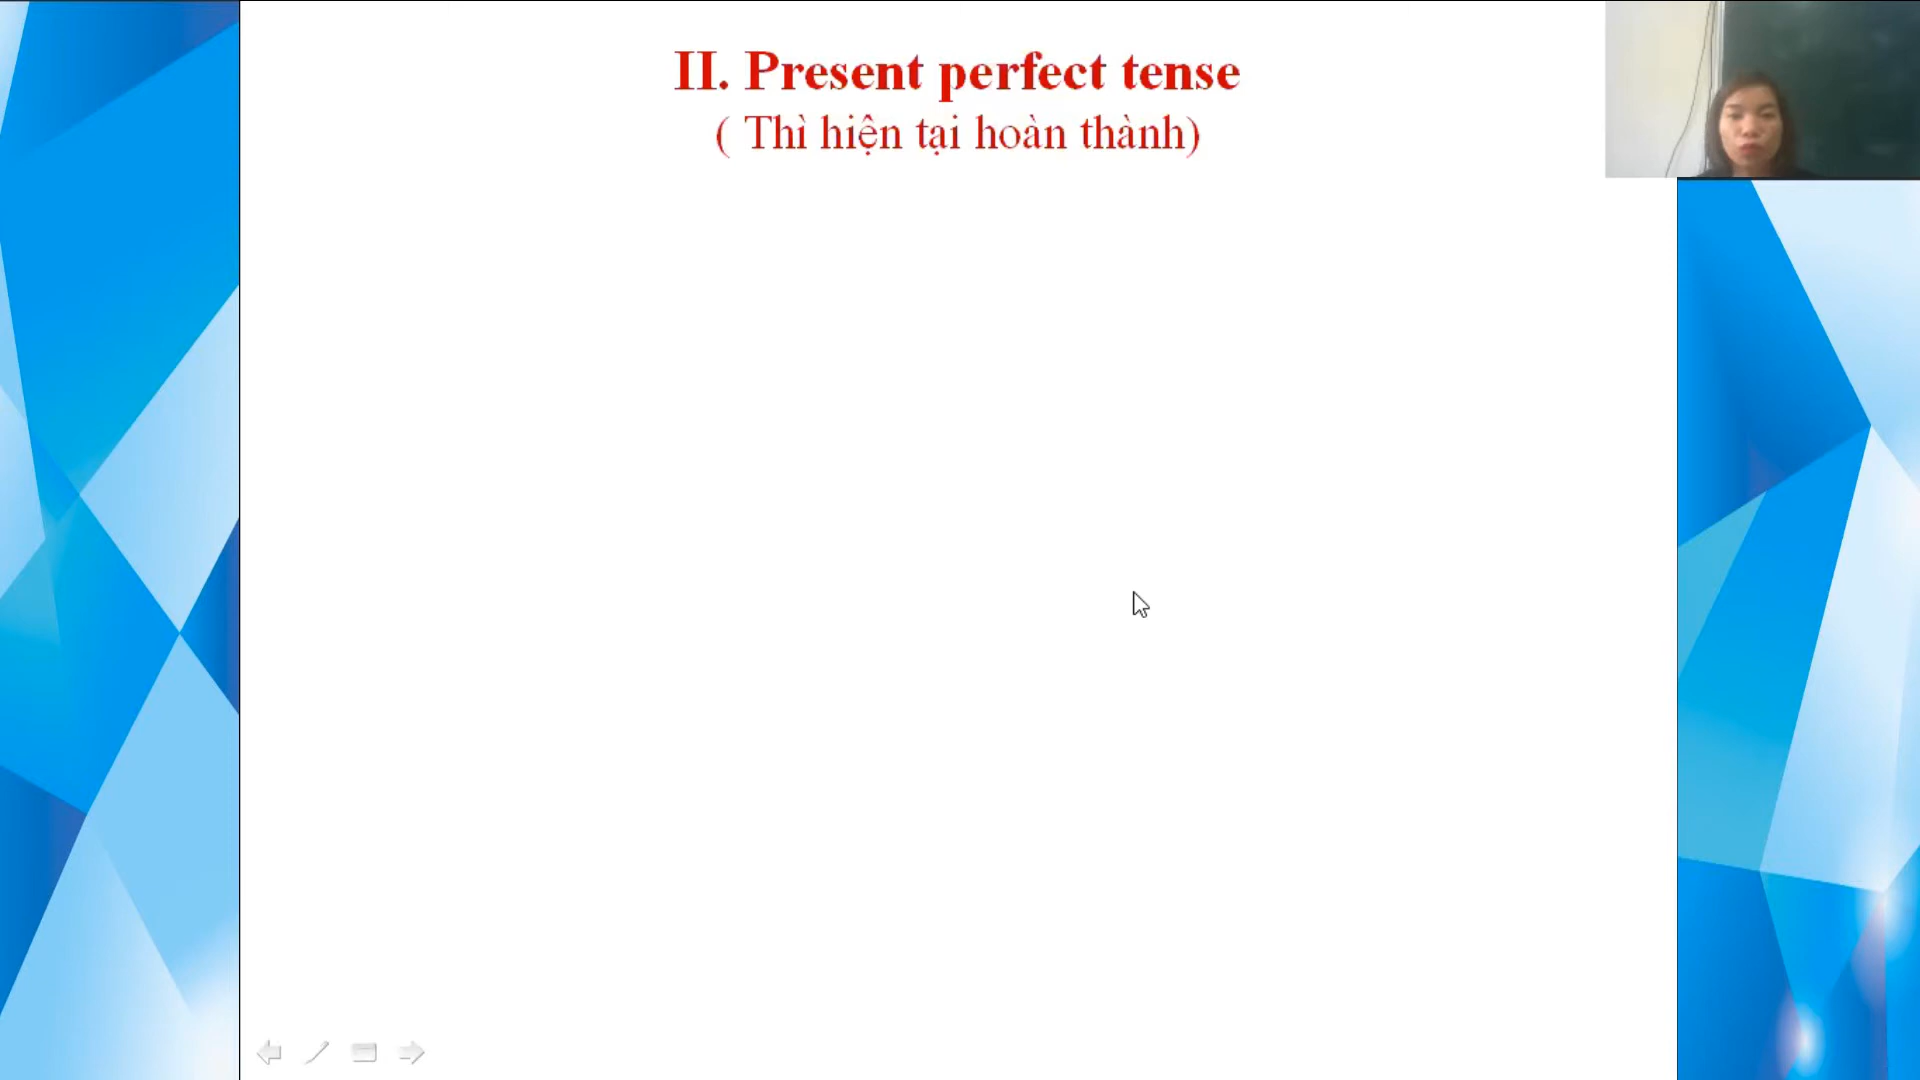 II. Present perfect tense
( Thì hiện tại hoàn thành)